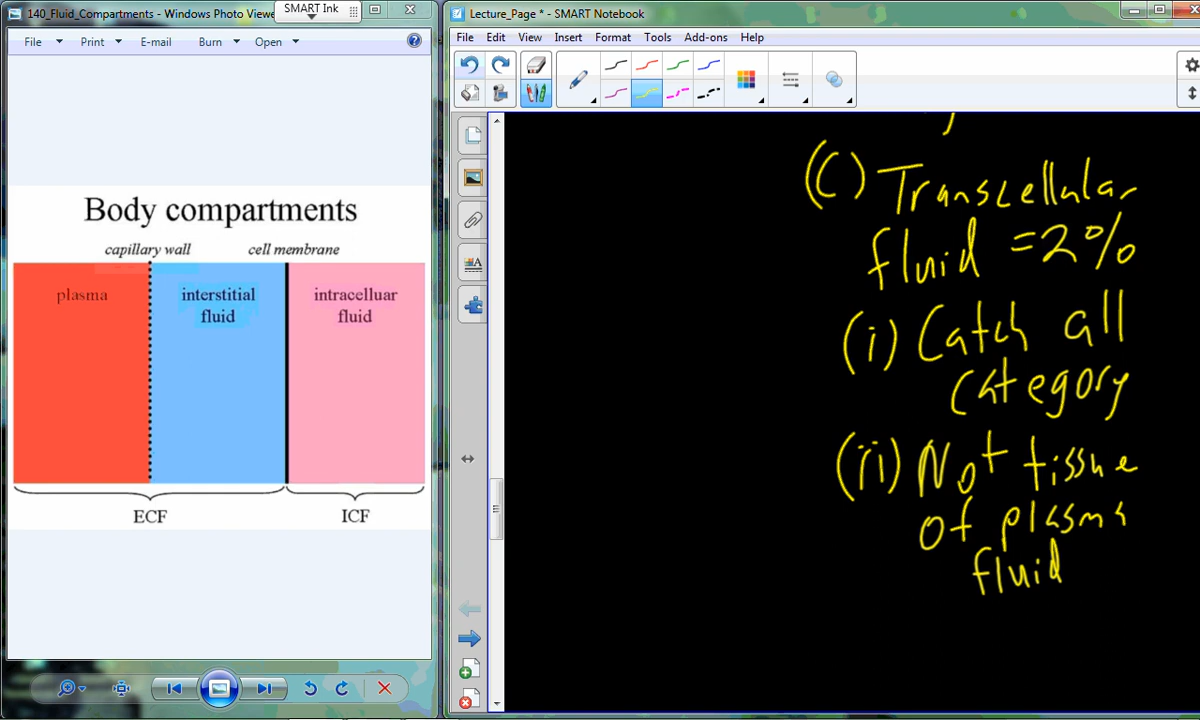 140_Fluid_Compartments - Windows Photo Viewe
SMART Ink
File Print E-mail Burn Open
Body compartments
capillary wall cell membrane
plasma interstitial fluid intracelluar fluid
ECF ICF
Lecture_Page * - SMART Notebook
File Edit View Insert Format Tools Add-ons Help
(C) Transcellular
fluid = 2%
(i) Catch all
category
(ii) Not tissue
of plasma
fluid